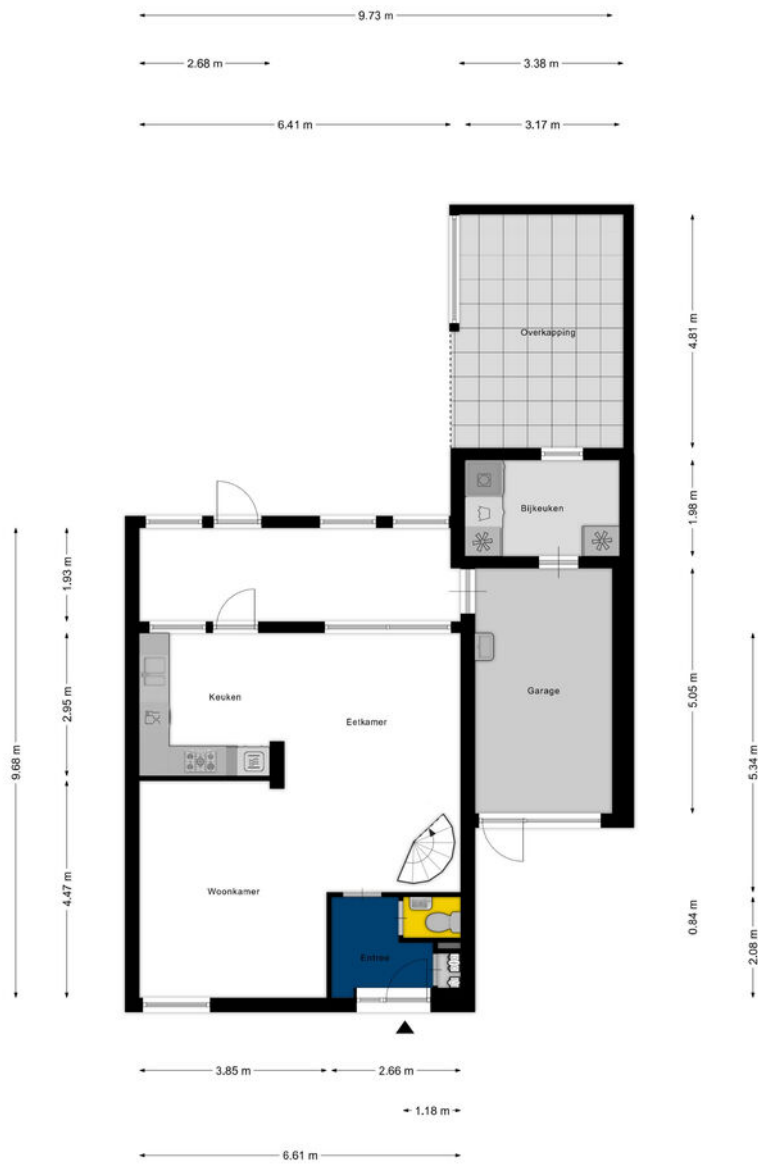 9.73 m
2.68 m
3.38 m
6.41 m
3.17 m
4.81 m
Overkapping
1.98 m
Bijkeuken
1.93 m
9.68 m
2.95 m
Keuken
Eetkamer
Garage
5.05 m
5.34 m
4.47 m
Woonkamer
0.84 m
2.08 m
Entree
3.85 m
2.66 m
1.18 m
6.61 m